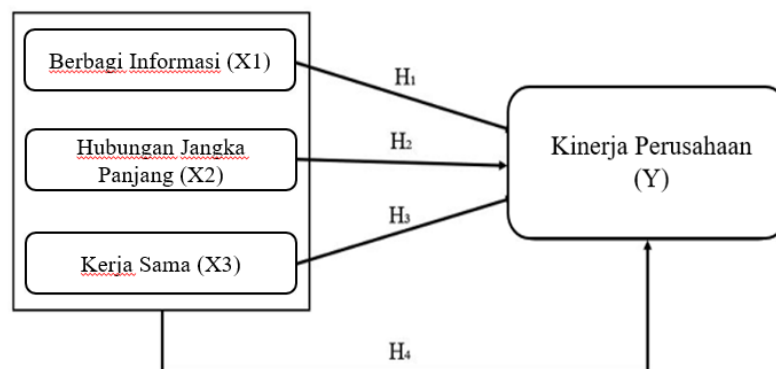 Berbagi Informasi (X1)
Hubungan Jangka
Panjang (X2)
Kerja Sama (X3)
H₁
H₂
H₃
Kinerja Perusahaan
(Y)
H₄